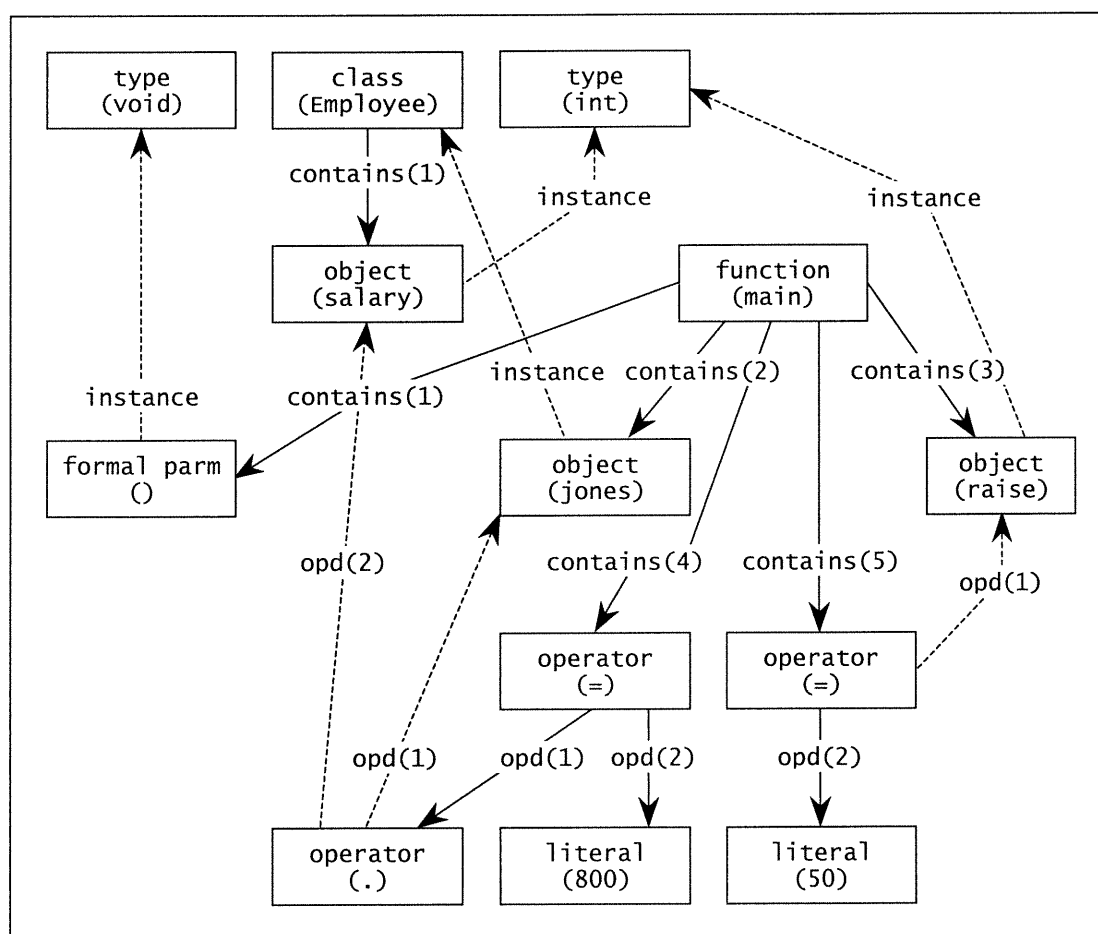 type
(void)
class
(Employee)
type
(int)
contains(1)
instance
instance
object
(salary)
function
(main)
instance
contains(1)
instance
contains(2)
contains(3)
formal parm
()
object
(jones)
object
(raise)
opd(2)
contains(4)
contains(5)
opd(1)
operator
(=)
operator
(=)
opd(1)
opd(1)
opd(2)
opd(2)
operator
(.)
literal
(800)
literal
(50)